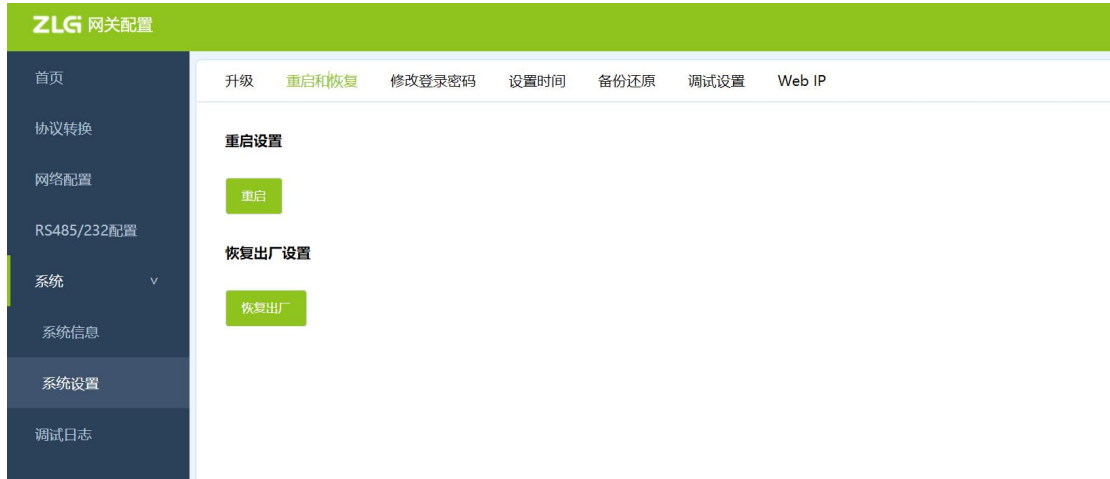 ZLG 网关配置
首页
升级 重启和恢复 修改登录密码 设置时间 备份还原 调试设置 Web IP
协议转换
重启设置
网络配置
重启
RS485/232配置
恢复出厂设置
系统
恢复出厂
系统信息
系统设置
调试日志